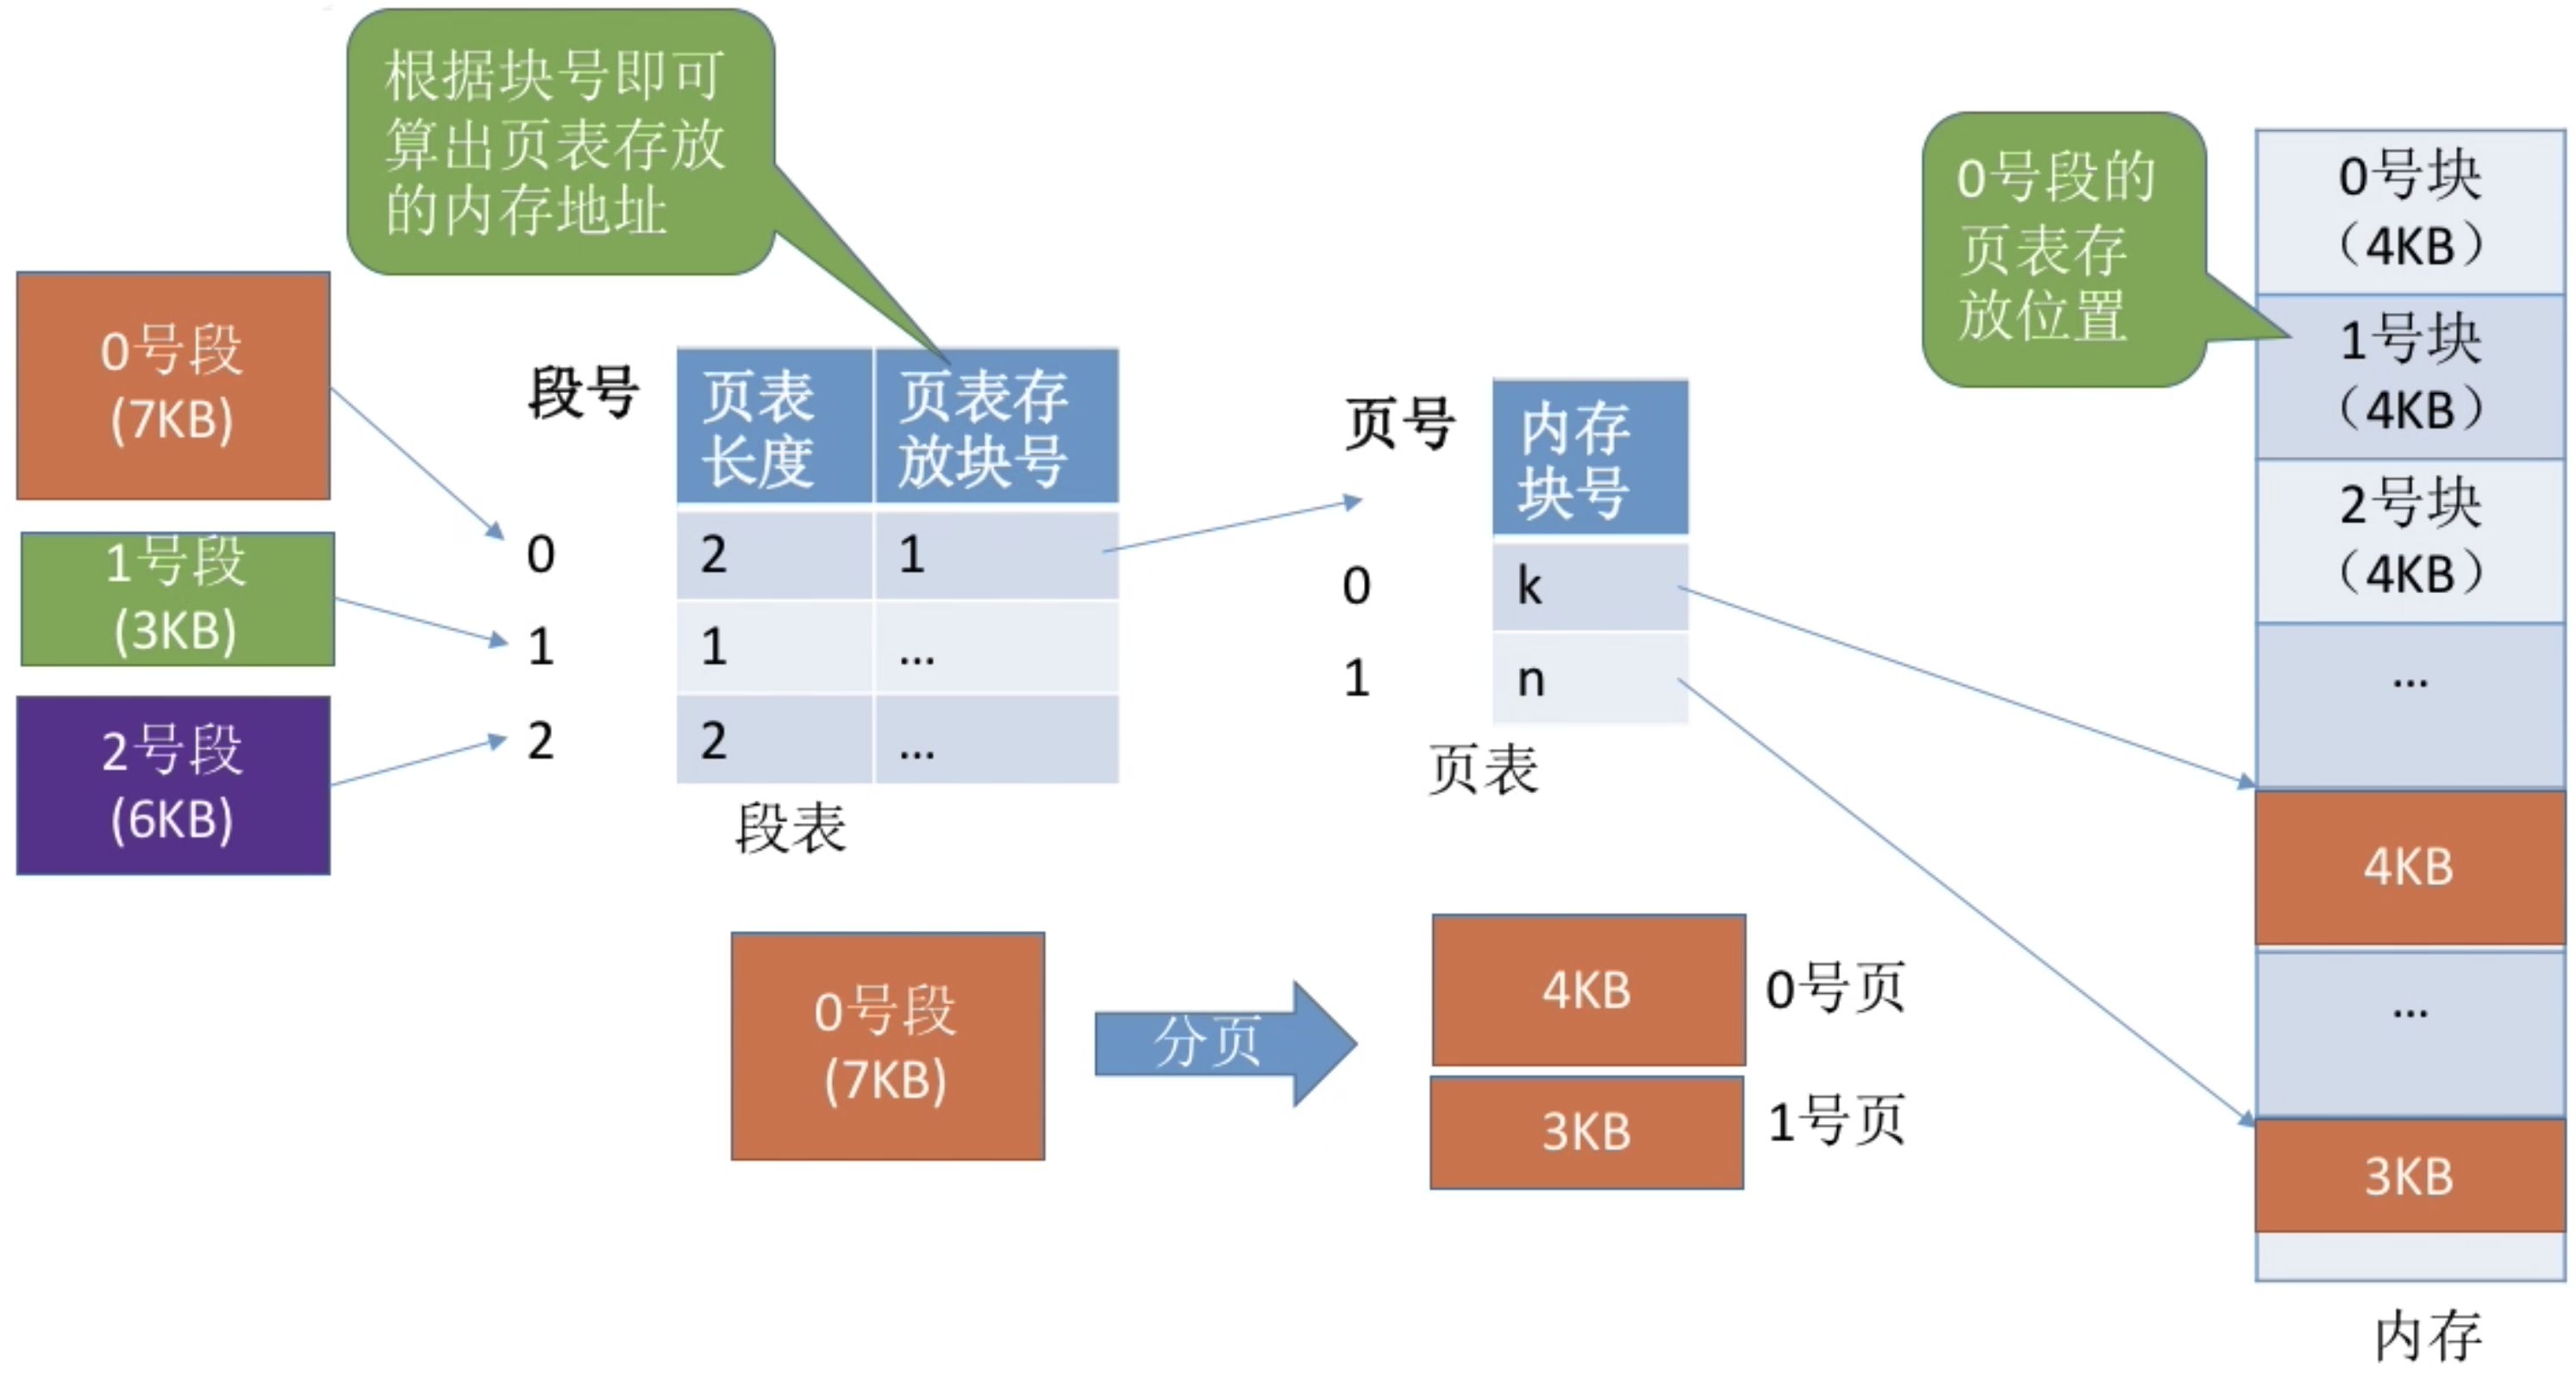 根据块号即可
算出页表存放
的内存地址
0号段的
页表存
放位置
0号段
(7KB)
1号段
(3KB)
2号段
(6KB)
段号
页表
长度
页表存
放块号
0
2
1
1
1
...
2
2
...
段表
页号
内存
块号
0
k
1
n
页表
0号段
(7KB)
分页
4KB
0号页
3KB
1号页
0号块
（4KB）
1号块
（4KB）
2号块
（4KB）
...
4KB
...
3KB
内存